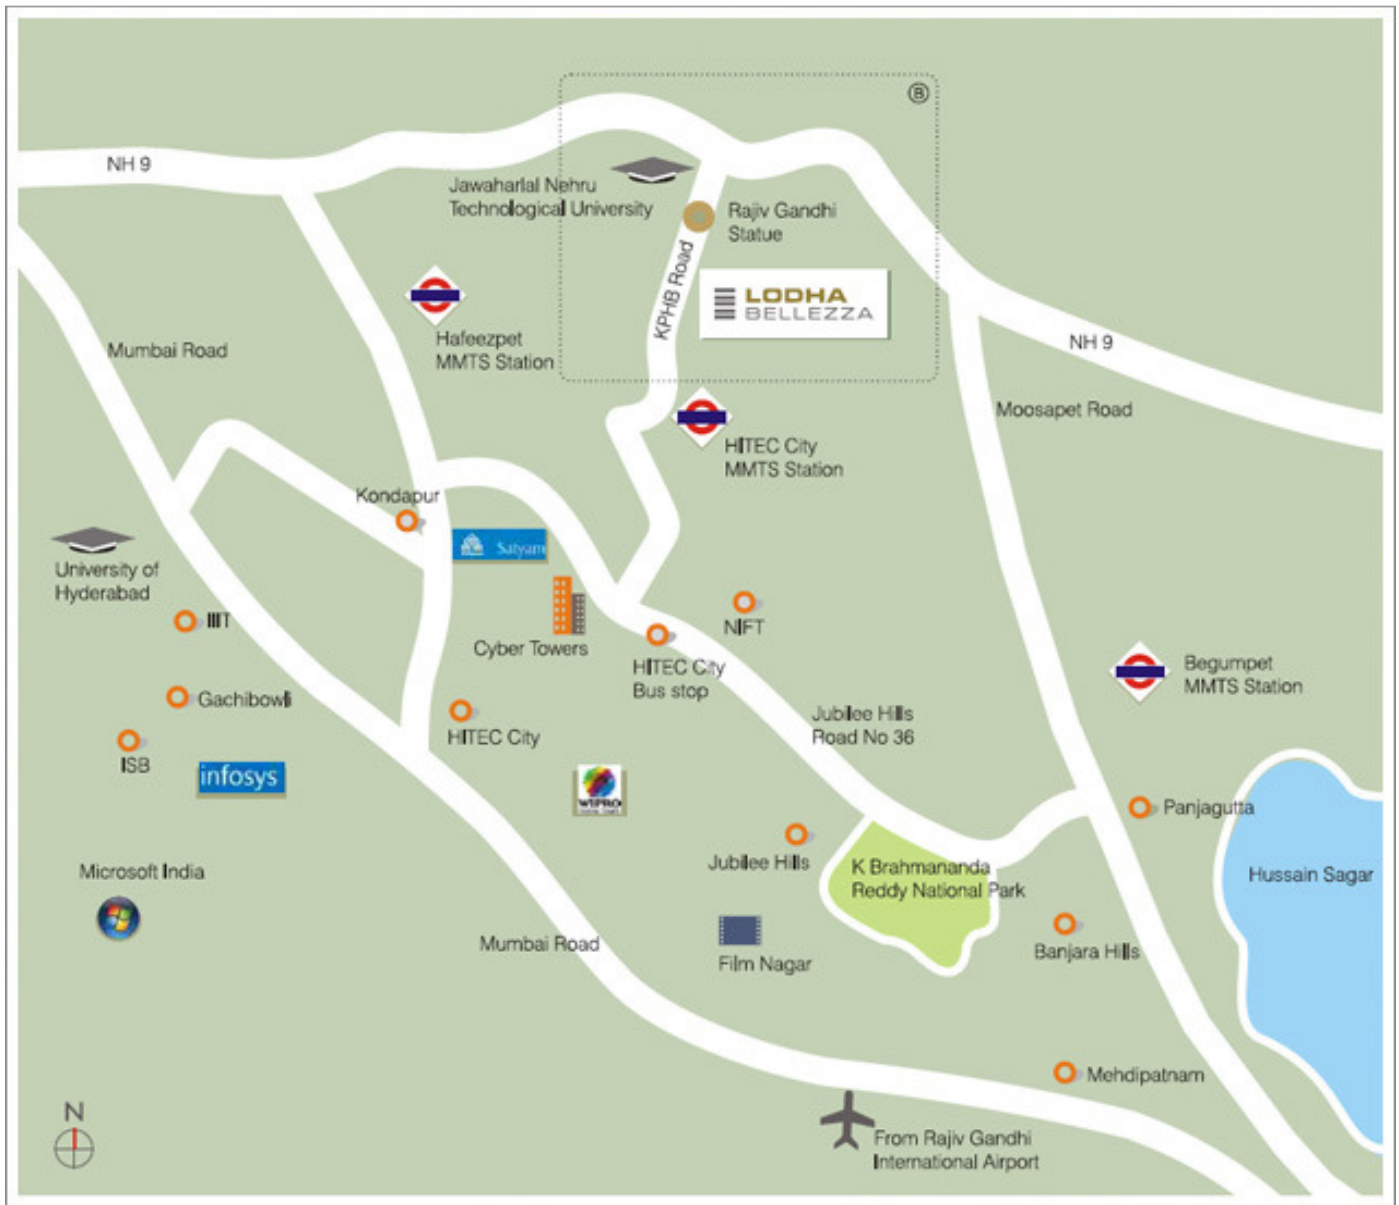 B
NH 9
Jawaharlal Nehru
Technological University
Rajiv Gandhi
Statue
KPHB Road
LODHA
BELLEZZA
Hafeezpet
MMTS Station
Mumbai Road
NH 9
Moosapet Road
HITEC City
MMTS Station
Kondapur
Satyam
University of
Hyderabad
IIIT
Cyber Towers
NIFT
HITEC City
Bus stop
Begumpet
MMTS Station
Gachibowli
HITEC City
Jubilee Hills
Road No 36
ISB
infosys
WIPRO
Panjagutta
Jubilee Hills
K Brahmananda
Reddy National Park
Hussain Sagar
Microsoft India
Mumbai Road
Film Nagar
Banjara Hills
Mehdipatnam
N
From Rajiv Gandhi
International Airport